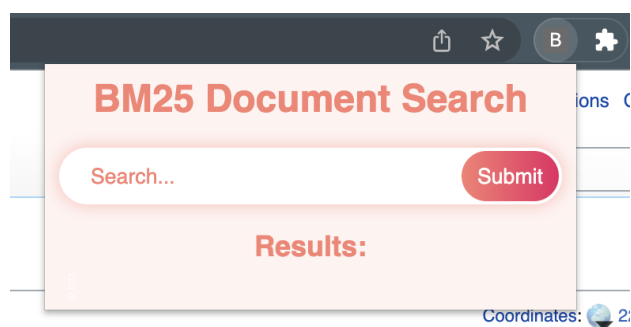 B
BM25 Document Search
ions
Search...
Submit
Results:
Coordinates: